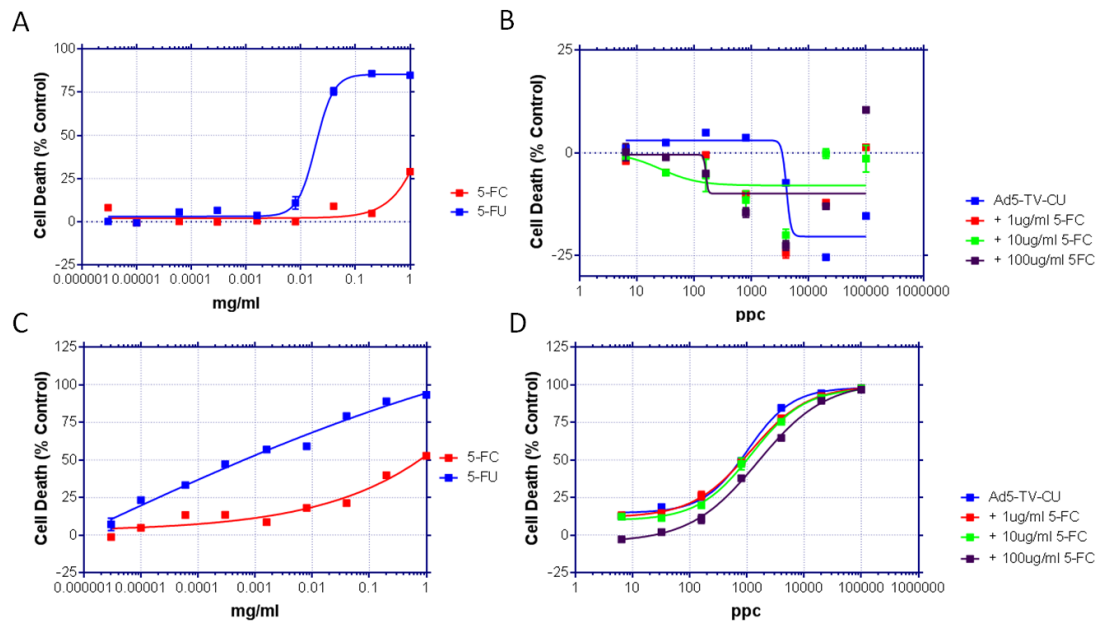 A
Cell Death (% Control)
100
75
50
25
0
-25
0.000001 0.00001 0.0001 0.001 0.01 0.1 1
mg/ml
5-FC
5-FU
B
Cell Death (% Control)
25
0
-25
1 10 100 1000 10000 100000 1000000
ppc
Ad5-TV-CU
+ 1ug/ml 5-FC
+ 10ug/ml 5-FC
+ 100ug/ml 5FC
C
Cell Death (% Control)
125
100
75
50
25
0
-25
0.000001 0.00001 0.0001 0.001 0.01 0.1 1
mg/ml
5-FC
5-FU
D
Cell Death (% Control)
125
100
75
50
25
0
-25
1 10 100 1000 10000 100000 1000000
ppc
Ad5-TV-CU
+ 1ug/ml 5-FC
+ 10ug/ml 5-FC
+ 100ug/ml 5-FC